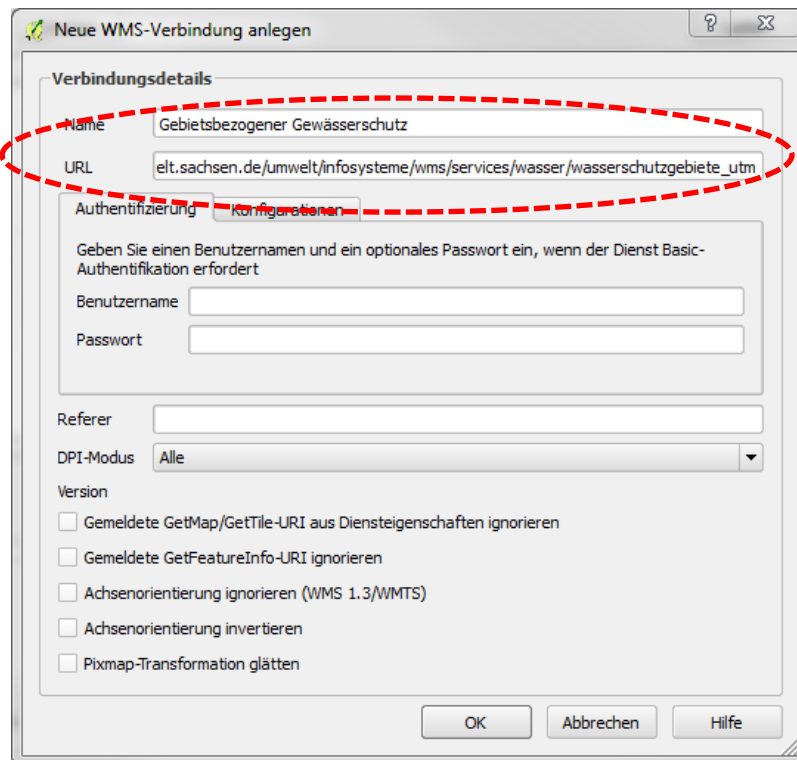 Neue WMS-Verbindung anlegen
Verbindungsdetails
Name Gebietsbezogener Gewässerschutz
URL elt.sachsen.de/umwelt/infosysteme/wms/services/wasser/wasserschutzgebiete_utm
Authentifizierung Konfigurationen
Geben Sie einen Benutzernamen und ein optionales Passwort ein, wenn der Dienst Basic-
Authentifikation erfordert
Benutzername
Passwort
Referer
DPI-Modus Alle
Version
Gemeldete GetMap/GetTile-URI aus Diensteigenschaften ignorieren
Gemeldete GetFeatureInfo-URI ignorieren
Achsenorientierung ignorieren (WMS 1.3/WMTS)
Achsenorientierung invertieren
Pixmap-Transformation glätten
OK Abbrechen Hilfe